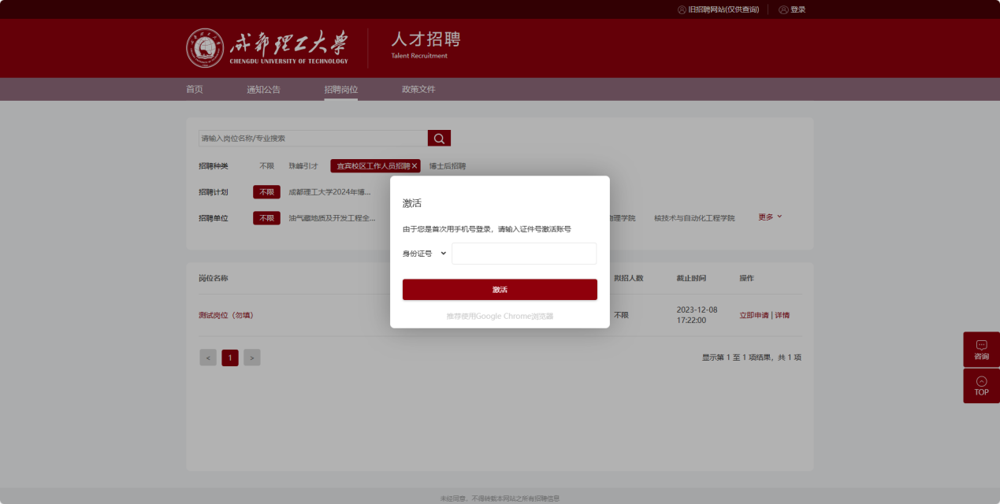 旧招聘网站(仅供查询) 登录
成都理工大学
CHENGDU UNIVERSITY OF TECHNOLOGY
人才招聘
Talent Recruitment
首页 通知公告 招聘岗位 政策文件
请输入岗位名称/专业搜索
招聘种类 不限 珠峰引才 宜宾校区工作人员招聘✕ 博士后招聘
招聘计划 不限 成都理工大学2024年博...
招聘单位 不限 油气藏地质及开发工程全... 理学院 核技术与自动化工程学院 更多
激活
由于您是首次用手机号登录，请输入证件号激活账号
身份证号
激活
推荐使用Google Chrome浏览器
岗位名称 拟招人数 截止时间 操作
测试岗位（勿填） 不限 2023-12-08 17:22:00 立即申请 | 详情
< 1 >
显示第 1 至 1 项结果，共 1 项
咨询
TOP
未经同意，不得转载本网站之所有招聘信息